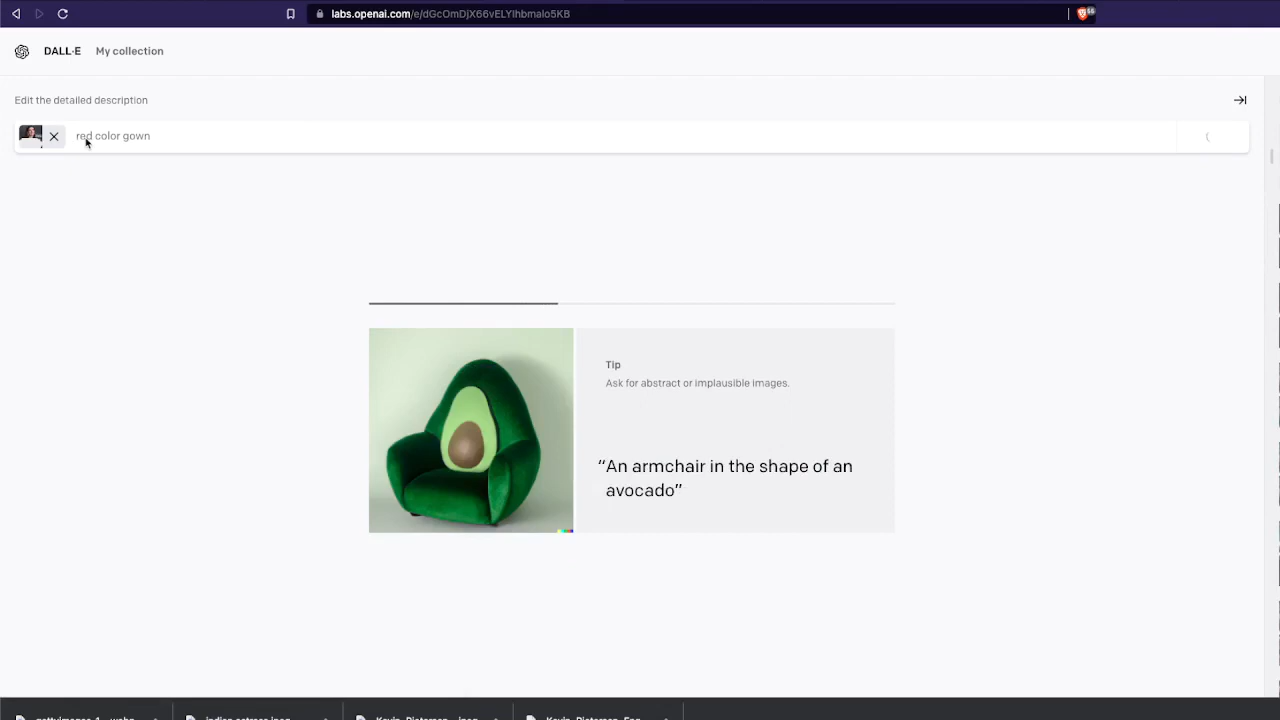 labs.openai.com/e/dGcOmDjX66vELYIhbmalo5KB
DALL·E My collection
Edit the detailed description
red color gown
Tip
Ask for abstract or implausible images.
“An armchair in the shape of an
avocado”